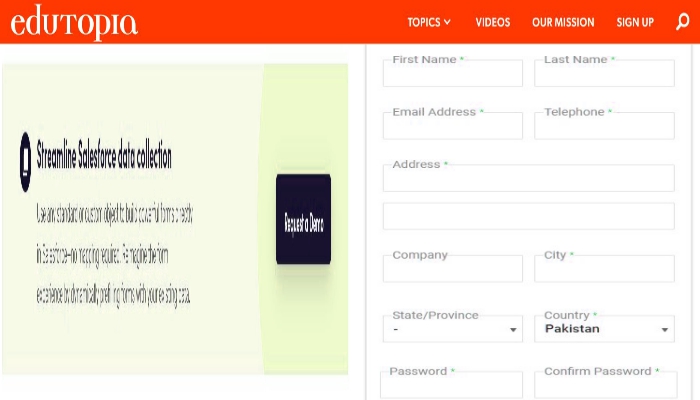 edutopia
TOPICS VIDEOS OUR MISSION SIGN UP
First Name * Last Name *
Email Address * Telephone *
Streamline Salesforce data collection
Address *
Use any standard or custom object to build powerful forms directly
Request a Demo
in Salesforce—no mapping required. Reimagine the form
Company City *
experience by dynamically prefilling forms with your existing data.
State/Province Country *
- Pakistan
Password * Confirm Password *